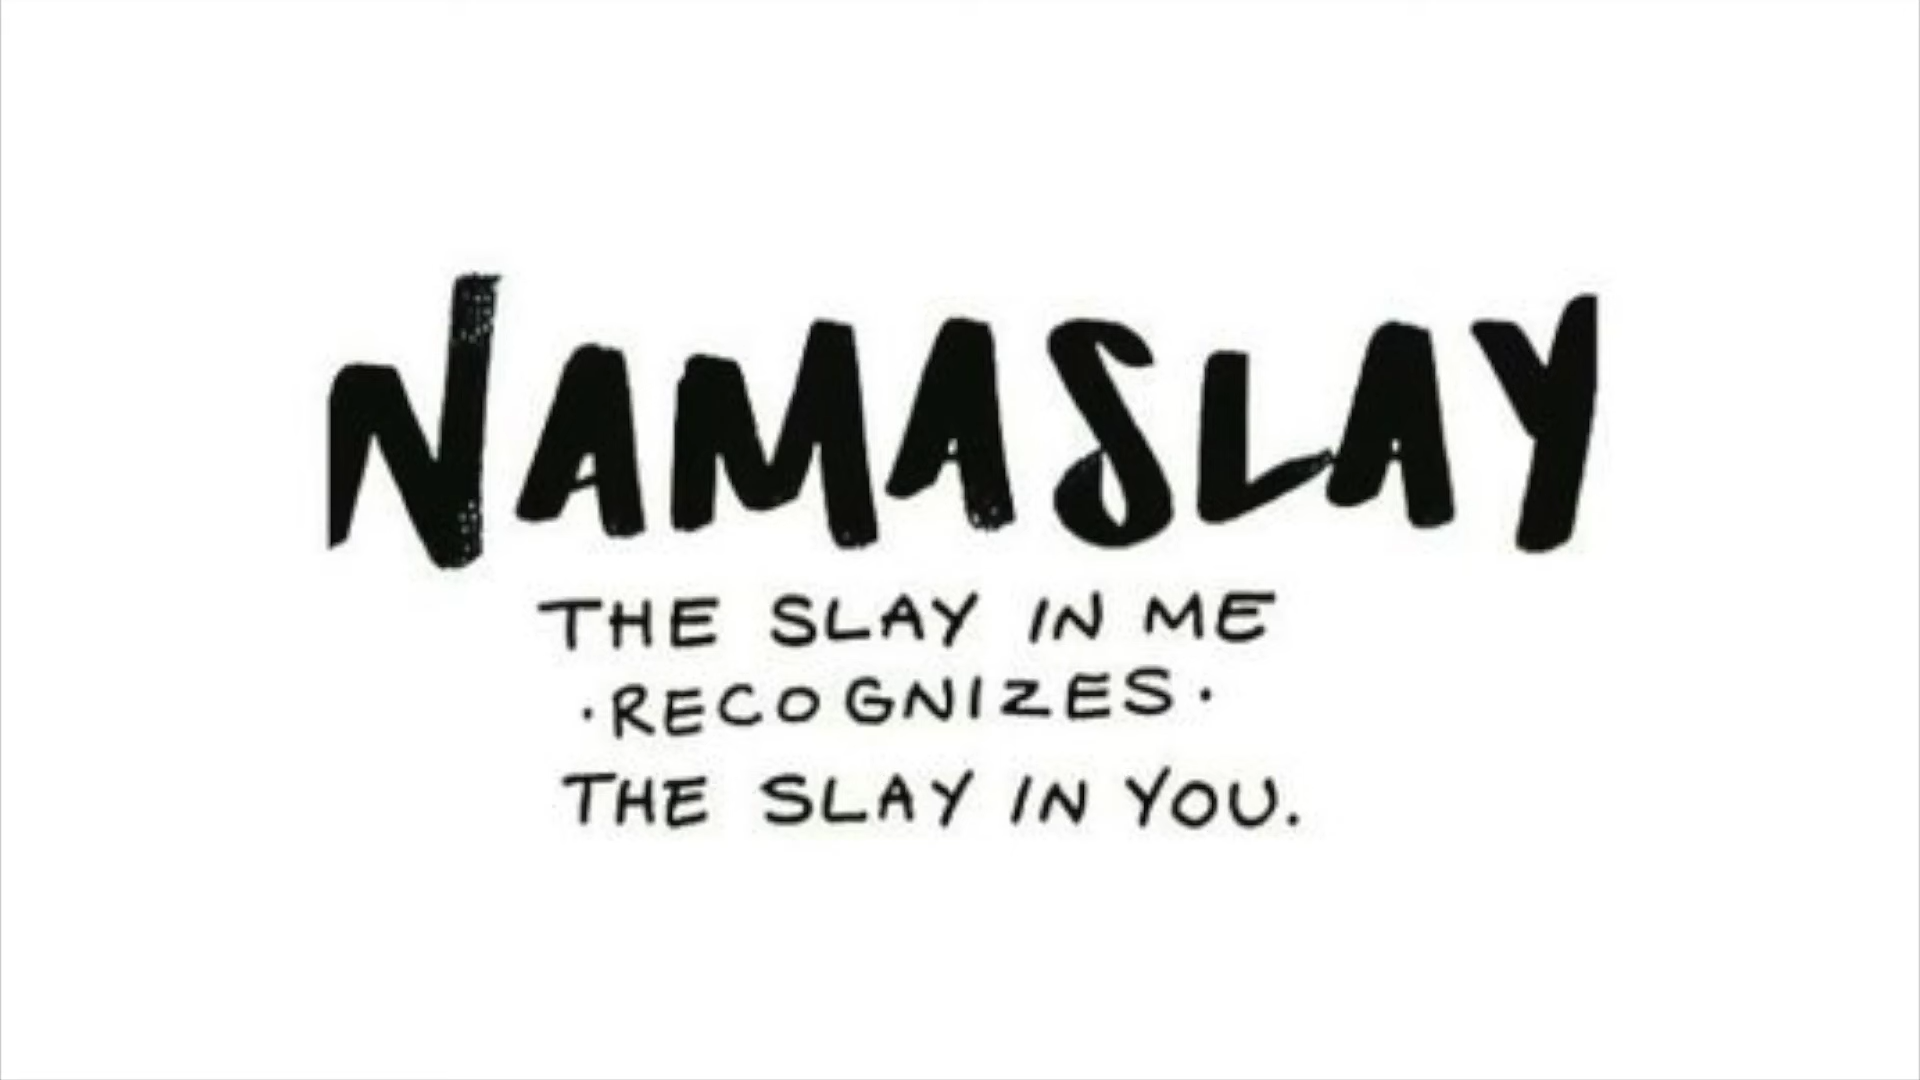 NAMASLAY
THE SLAY IN ME
·RECOGNIZES·
THE SLAY IN YOU.